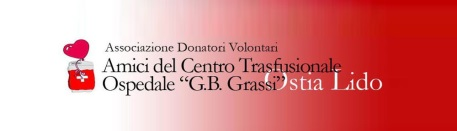 Associazione Donatori Volontari
Amici del Centro Trasfusionale
Ospedale “G.B. Grassi”
Ostia Lido